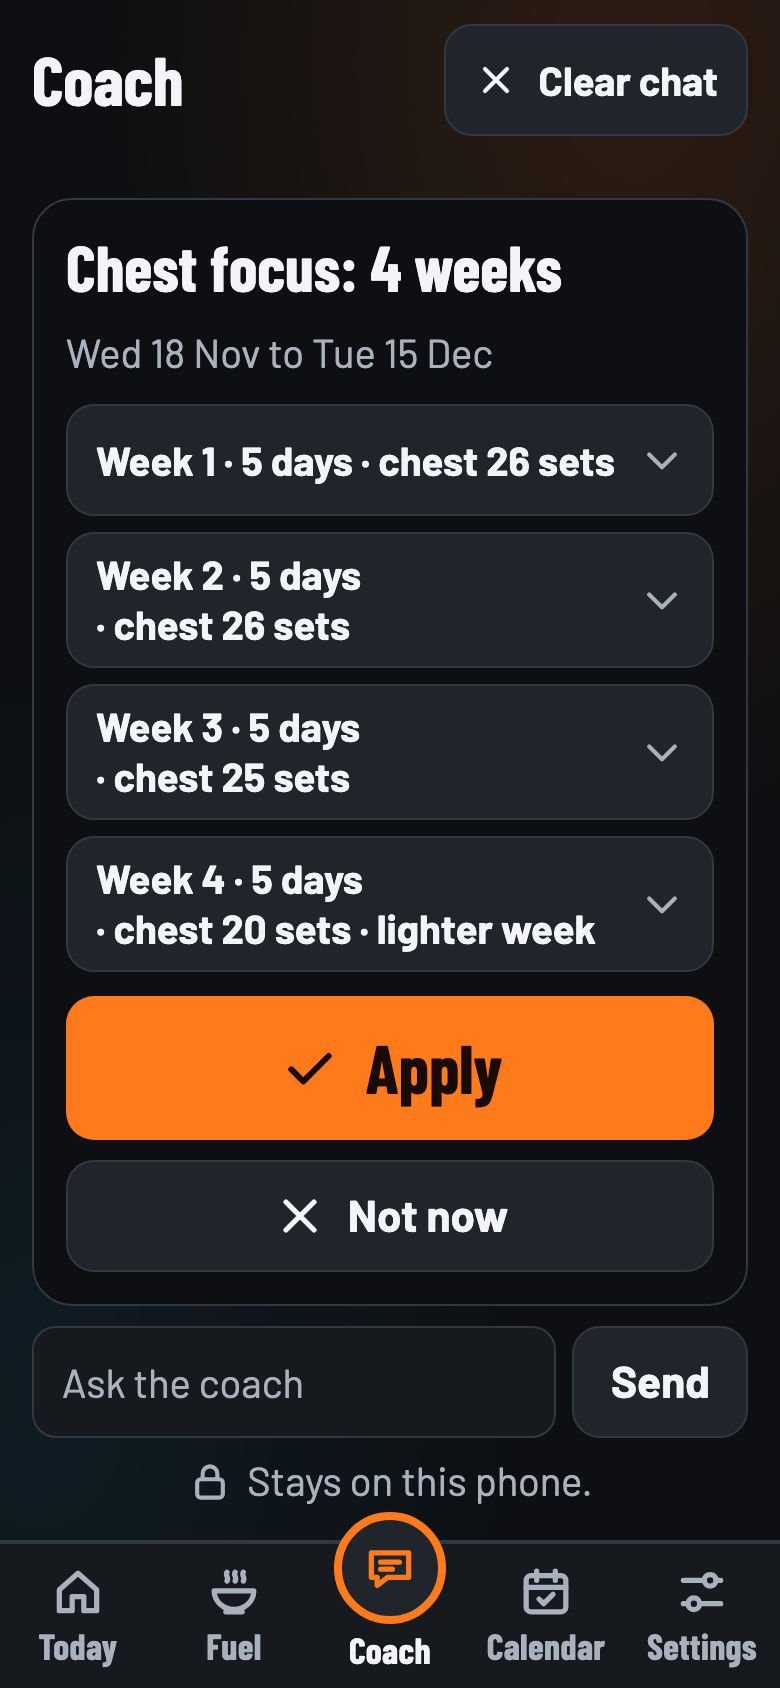 Coach
Clear chat
Chest focus: 4 weeks
Wed 18 Nov to Tue 15 Dec
Week 1 · 5 days · chest 26 sets
Week 2 · 5 days
· chest 26 sets
Week 3 · 5 days
· chest 25 sets
Week 4 · 5 days
· chest 20 sets · lighter week
Apply
Not now
Ask the coach
Send
Stays on this phone.
Today
Fuel
Coach
Calendar
Settings